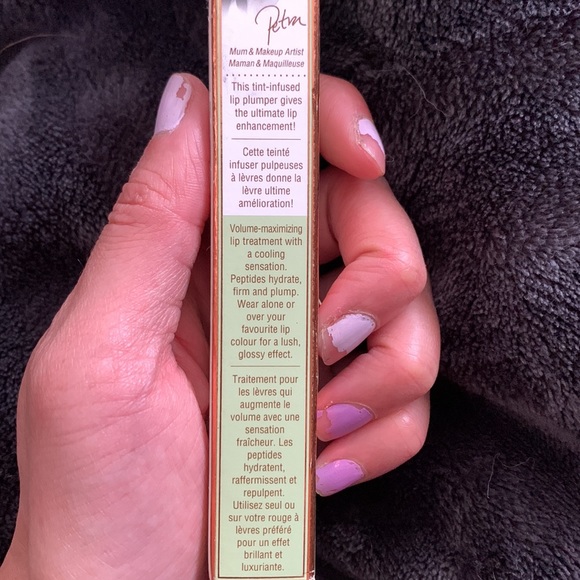 Petra
Mum & Makeup Artist
Maman & Maquilleuse
This tint-infused
lip plumper gives
the ultimate lip
enhancement!
Cette teinté
infuser pulpeuses
à lèvres donne la
lèvre ultime
amélioration!
Volume-maximizing
lip treatment with
a cooling
sensation.
Peptides hydrate,
firm and plump.
Wear alone or
over your
favourite lip
colour for a lush,
glossy effect.
Traitement pour
les lèvres qui
augmente le
volume avec une
sensation
fraîcheur. Les
peptides
hydratent,
raffermissent et
repulpent.
Utilisez seul ou
sur votre rouge à
lèvres préféré
pour un effet
brillant et
luxuriante.